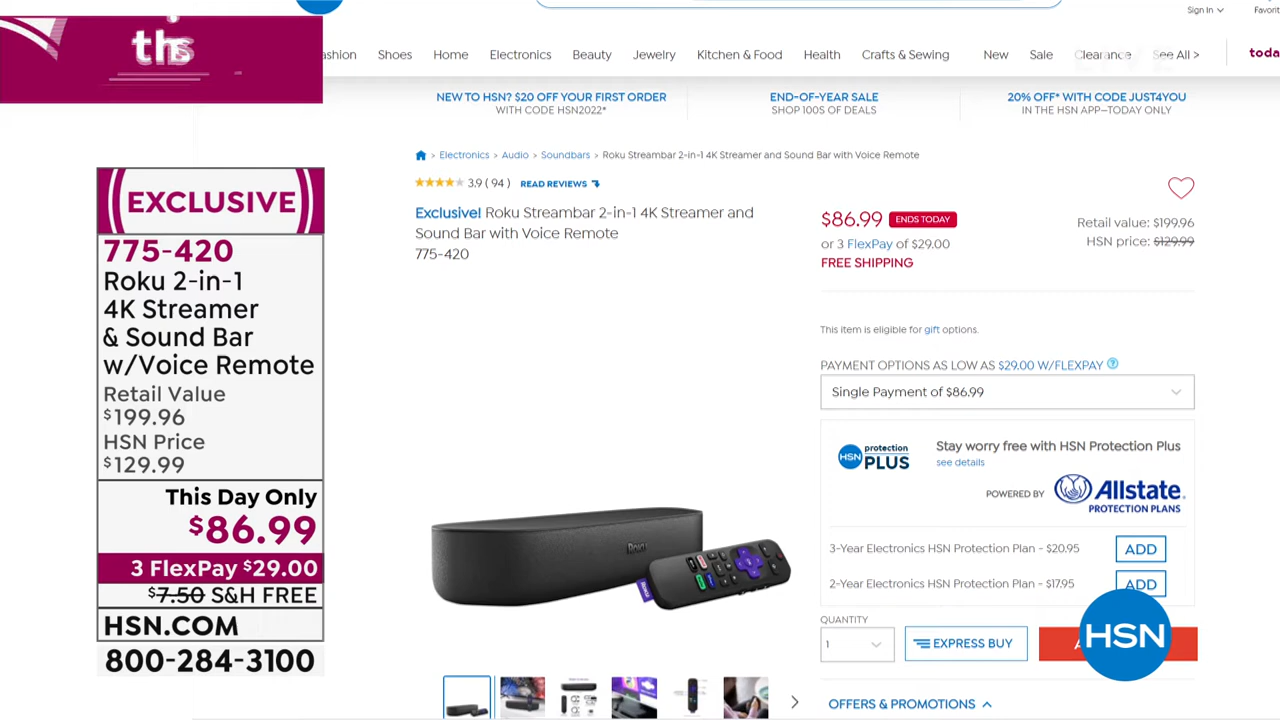 this
EXCLUSIVE
775-420
Roku 2-in-1
4K Streamer
& Sound Bar
w/Voice Remote
Retail Value
$199.96
HSN Price
$129.99
This Day Only
$86.99
3 FlexPay $29.00
$7.50 S&H FREE
HSN.COM
800-284-3100
Sign In
Favorit
ashion Shoes Home Electronics Beauty Jewelry Kitchen & Food Health Crafts & Sewing New Sale Clearance See All > toda
NEW TO HSN? $20 OFF YOUR FIRST ORDER
WITH CODE HSN2022*
END-OF-YEAR SALE
SHOP 100S OF DEALS
20% OFF* WITH CODE JUST4YOU
IN THE HSN APP—TODAY ONLY
> Electronics > Audio > Soundbars > Roku Streambar 2-in-1 4K Streamer and Sound Bar with Voice Remote
3.9 ( 94 ) READ REVIEWS
Exclusive! Roku Streambar 2-in-1 4K Streamer and
Sound Bar with Voice Remote
775-420
Roku
Roku
$86.99 ENDS TODAY
or 3 FlexPay of $29.00
FREE SHIPPING
Retail value: $199.96
HSN price: $129.99
This item is eligible for gift options.
PAYMENT OPTIONS AS LOW AS $29.00 W/FLEXPAY ?
Single Payment of $86.99
HSN protection PLUS
Stay worry free with HSN Protection Plus
see details
POWERED BY Allstate.
PROTECTION PLANS
3-Year Electronics HSN Protection Plan - $20.95 ADD
2-Year Electronics HSN Protection Plan - $17.95 ADD
QUANTITY
1 EXPRESS BUY
HSN
OFFERS & PROMOTIONS